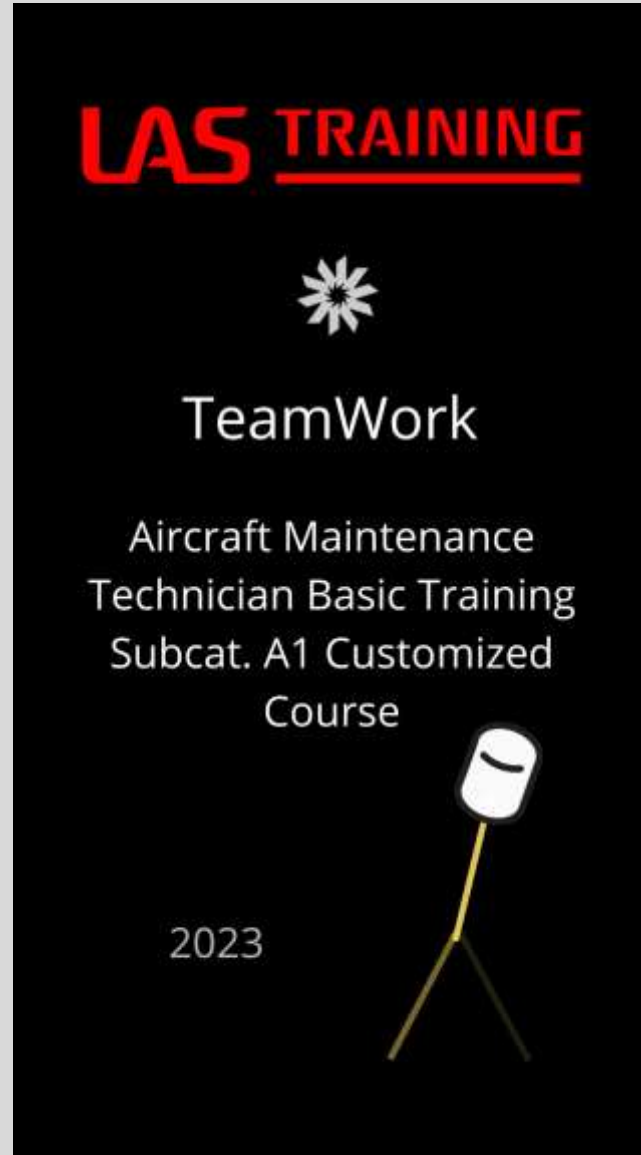 LAS TRAINING
TeamWork
Aircraft Maintenance
Technician Basic Training
Subcat. A1 Customized
Course
2023